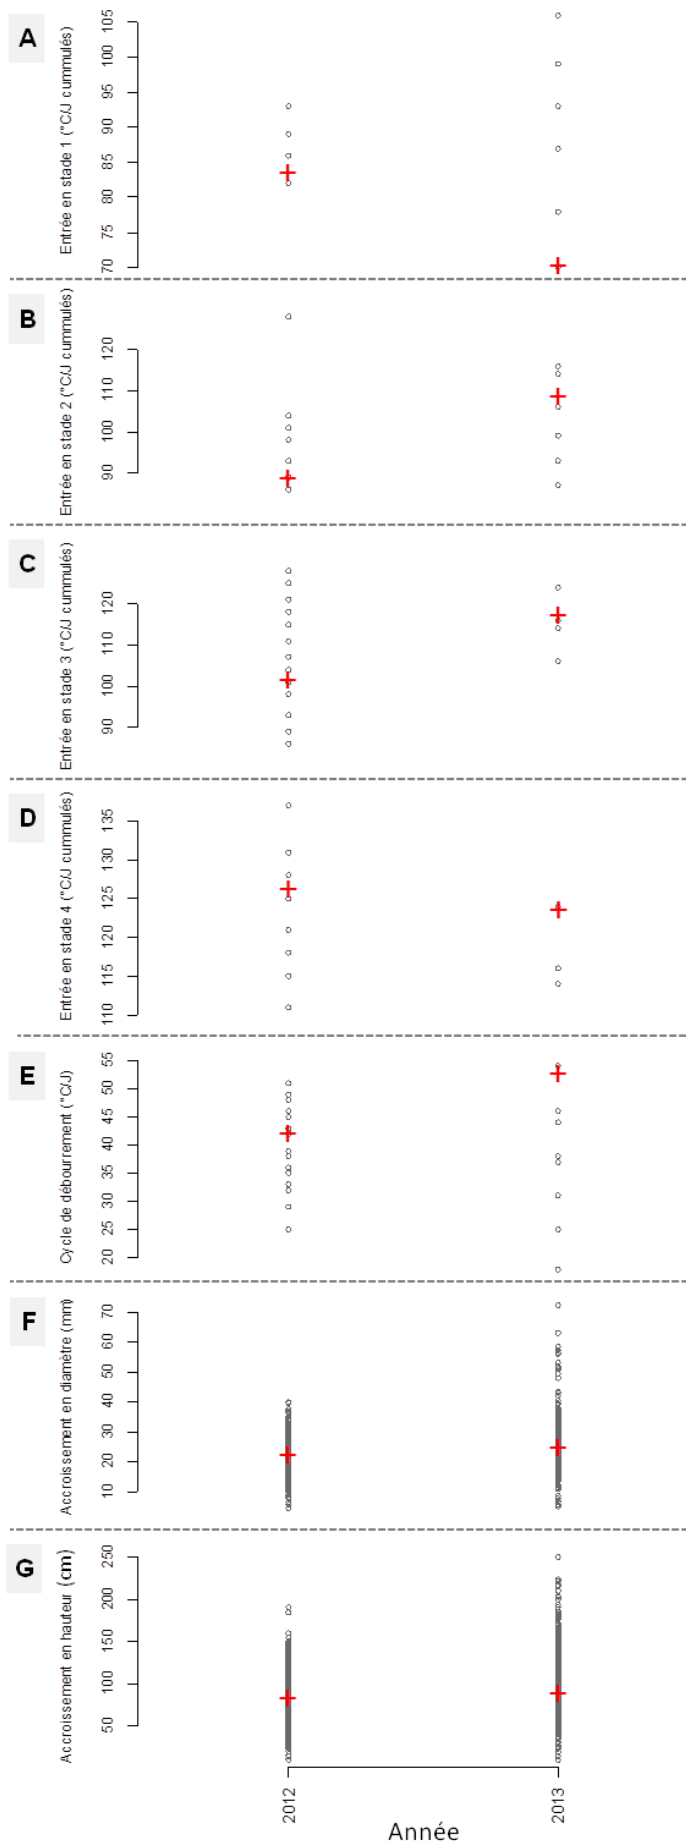 A
Entrée en stade 1 (°C/J cummulés)
105
100
95
90
85
80
75
70
B
Entrée en stade 2 (°C/J cummulés)
120
110
100
90
C
Entrée en stade 3 (°C/J cummulés)
120
110
100
90
D
Entrée en stade 4 (°C/J cummulés)
135
130
125
120
115
110
E
Cycle de débourrement (°C/J)
55
50
45
40
35
30
25
20
F
Accroissement en diamètre (mm)
70
60
50
40
30
20
10
G
Accroissement en hauteur (cm)
250
200
150
100
50
2012
2013
Année